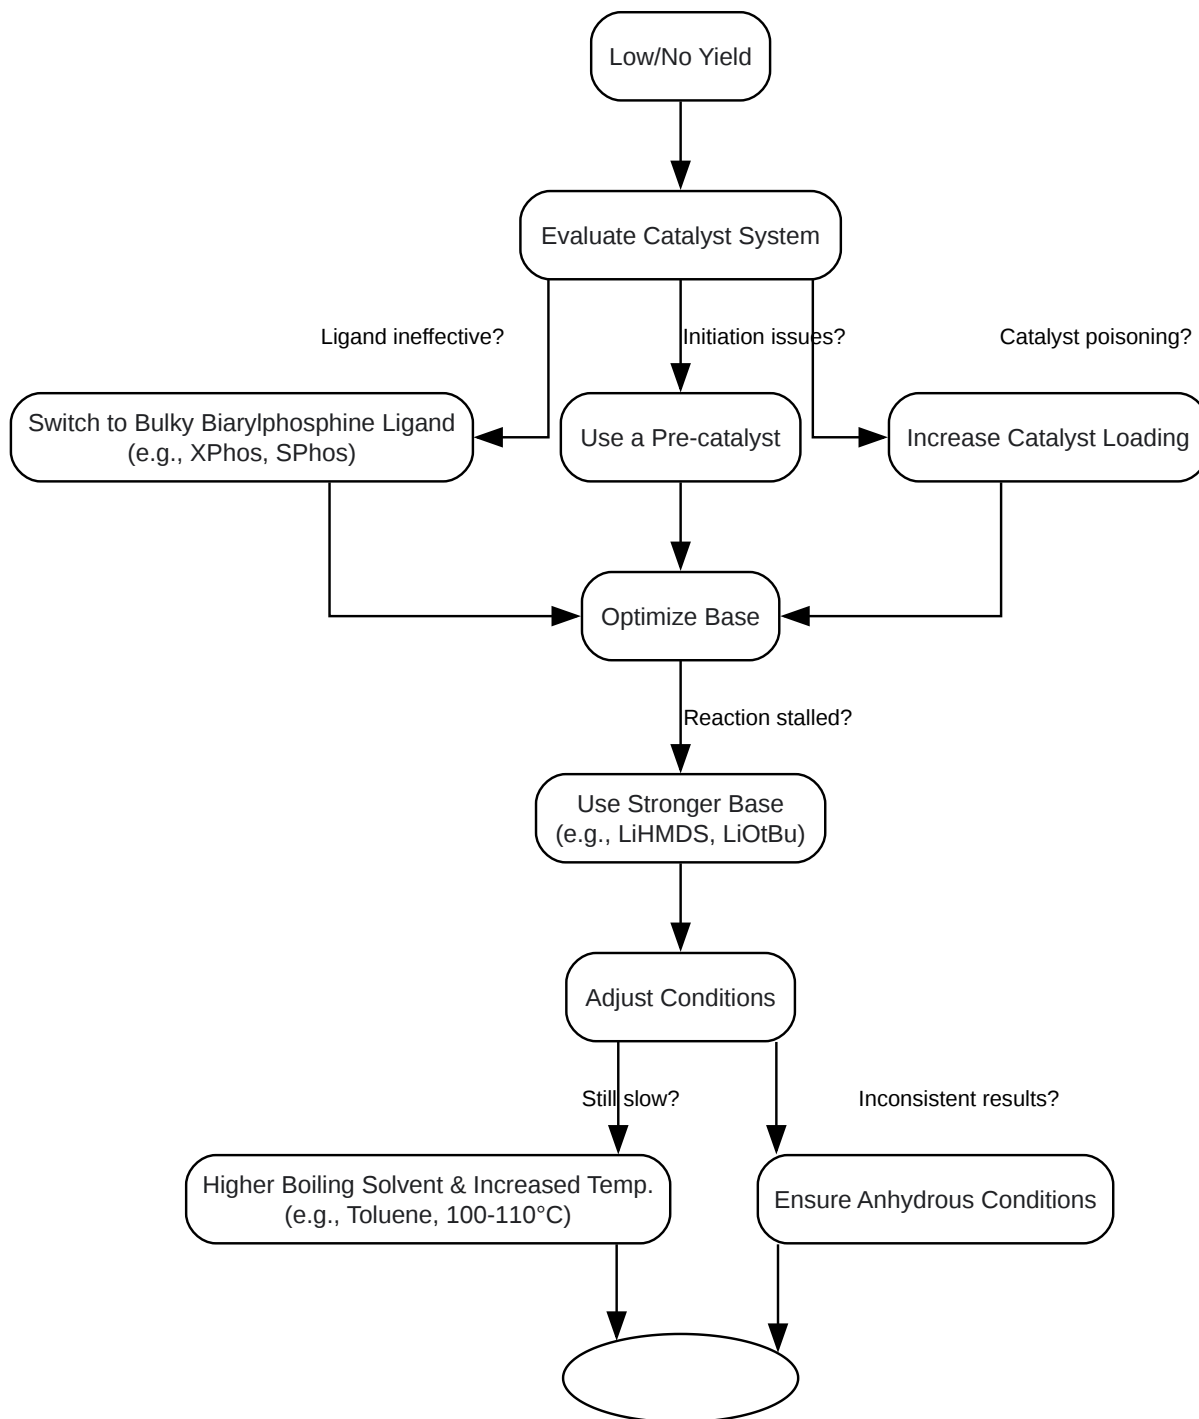 Low/No Yield
Evaluate Catalyst System
Ligand ineffective?
Initiation issues?
Catalyst poisoning?
Switch to Bulky Biarylphosphine Ligand
(e.g., XPhos, SPhos)
Use a Pre-catalyst
Increase Catalyst Loading
Optimize Base
Reaction stalled?
Use Stronger Base
(e.g., LiHMDS, LiOtBu)
Adjust Conditions
Still slow?
Inconsistent results?
Higher Boiling Solvent & Increased Temp.
(e.g., Toluene, 100-110°C)
Ensure Anhydrous Conditions